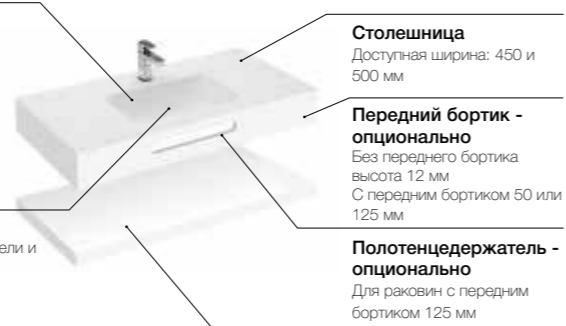 Столешница
Доступная ширина: 450 и
500 мм
Передний бортик -
опционально
Без переднего бортика
высота 12 мм
С передним бортиком 50 или
125 мм
ели и
Полотенцедержатель -
опционально
Для раковин с передним
бортиком 125 мм